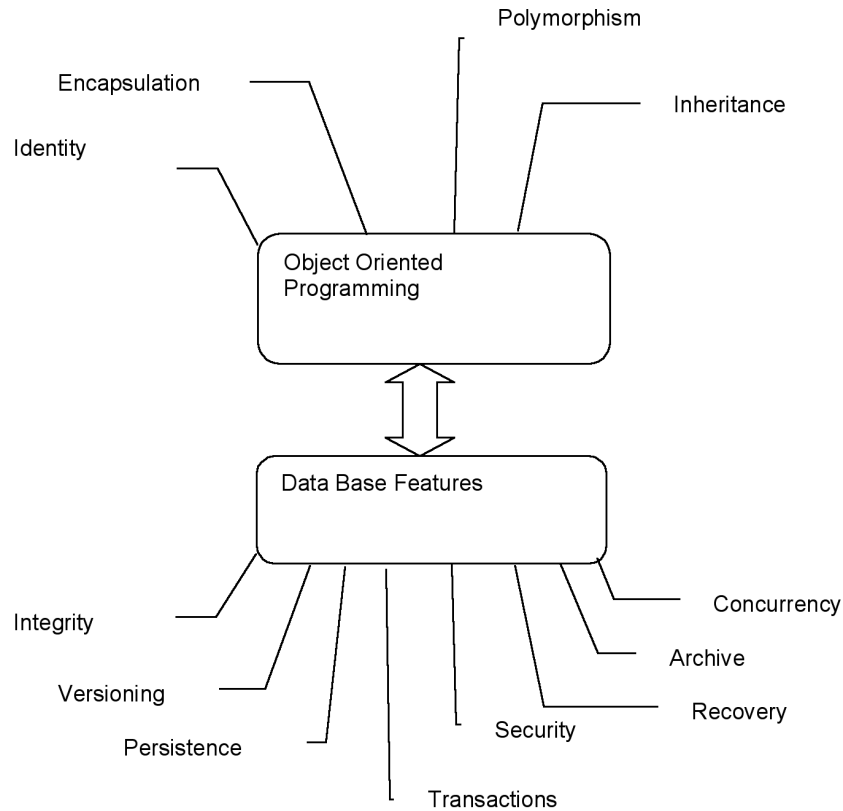 Polymorphism
Encapsulation
Inheritance
Identity
Object Oriented
Programming
Data Base Features
Concurrency
Integrity
Archive
Versioning
Recovery
Security
Persistence
Transactions